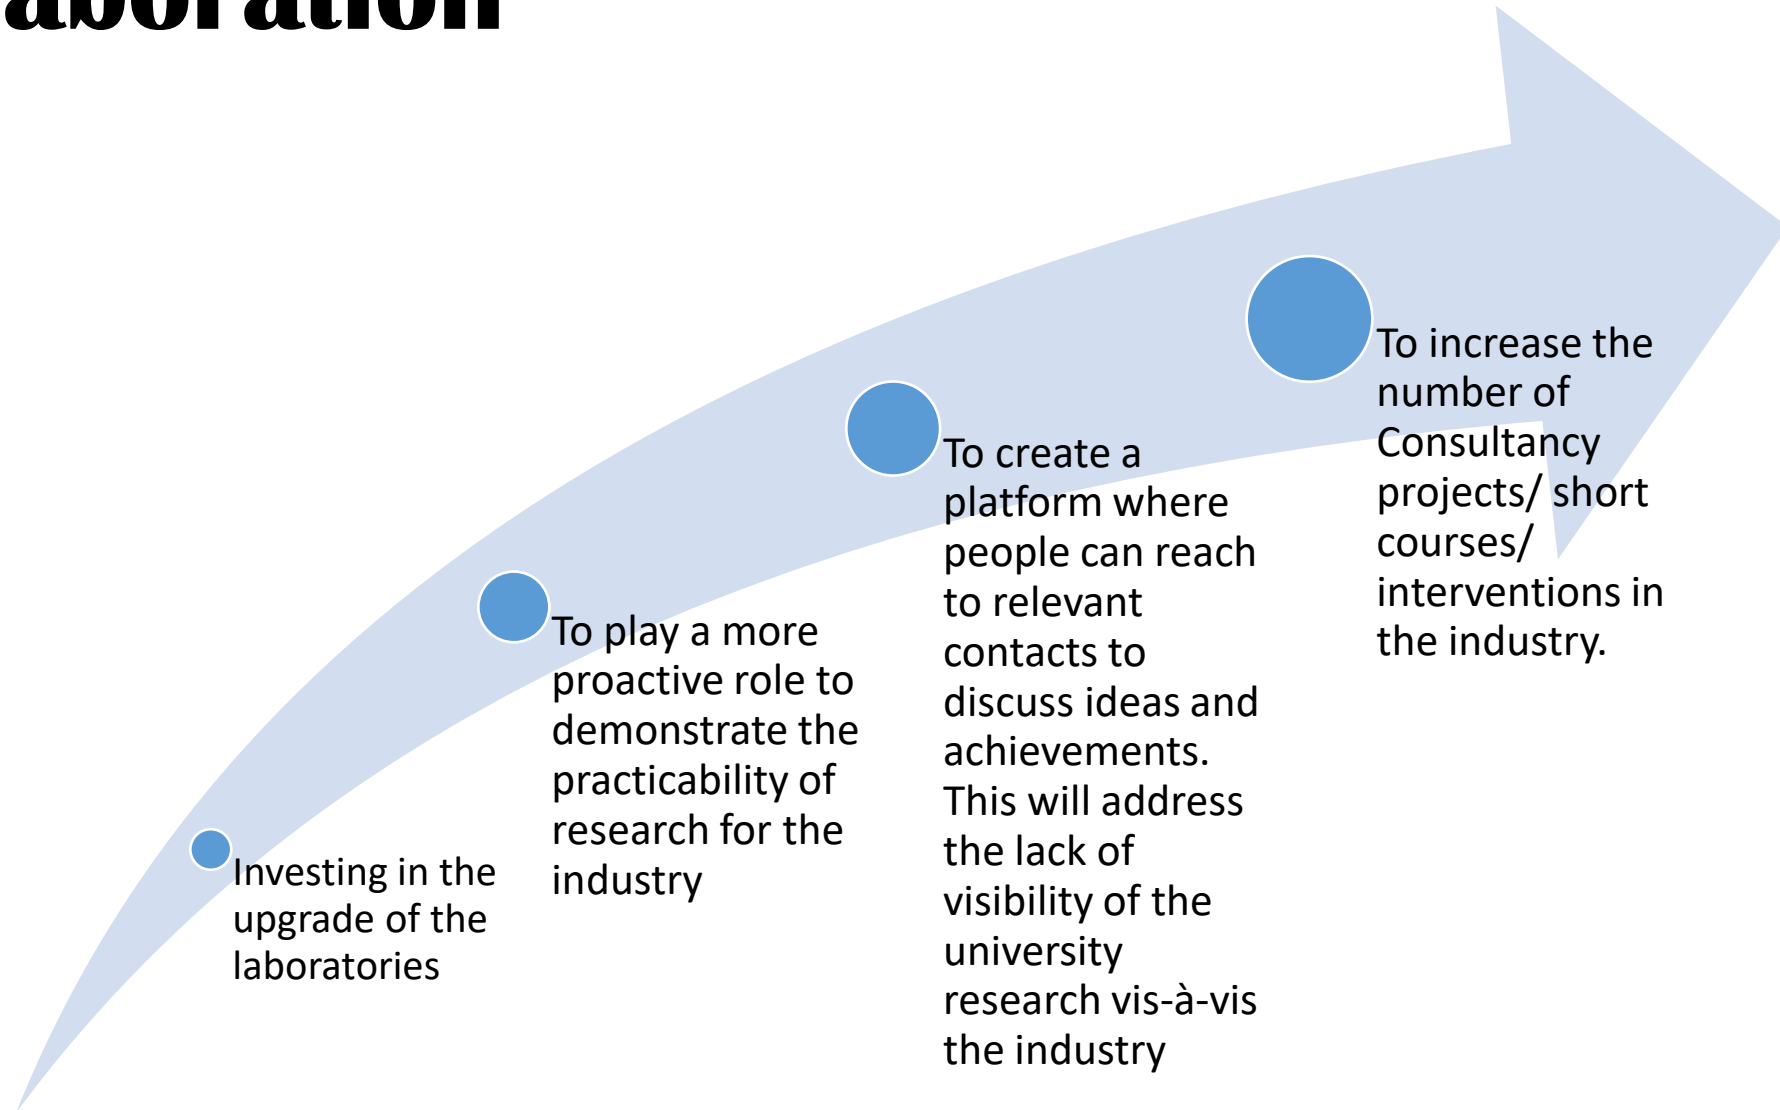 aboration
Investing in the
upgrade of the
laboratories
To play a more
proactive role to
demonstrate the
practicability of
research for the
industry
To create a
platform where
people can reach
to relevant
contacts to
discuss ideas and
achievements.
This will address
the lack of
visibility of the
university
research vis-à-vis
the industry
To increase the
number of
Consultancy
projects/ short
courses/
interventions in
the industry.